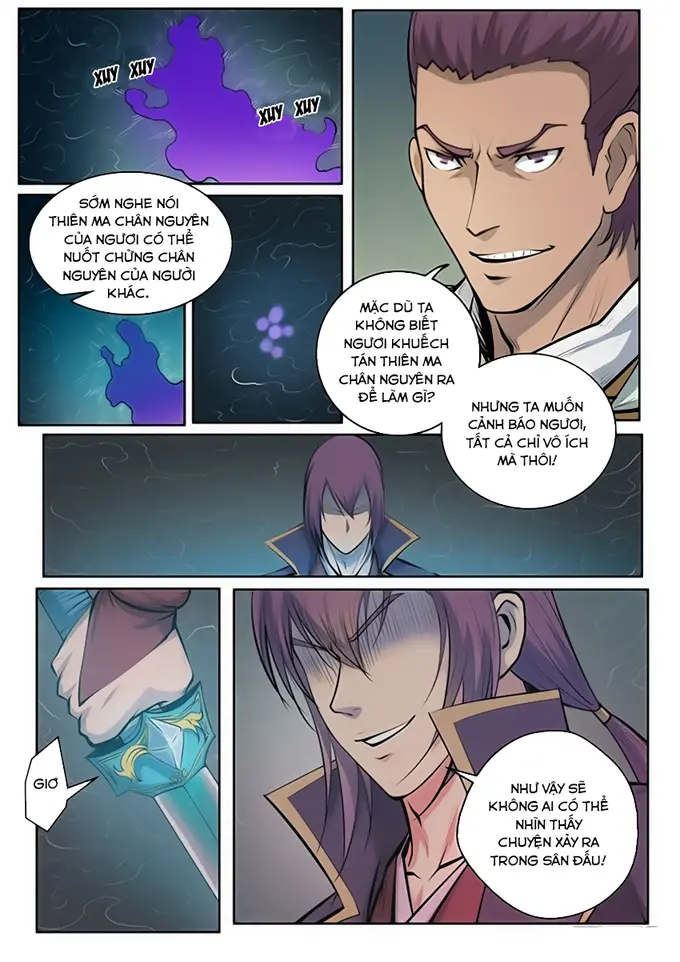 XUY XUY
XUY XUY
SỚM NGHE NÓI
THIÊN MA CHÂN NGUYÊN
CỦA NGƯƠI CÓ THỂ
NUỐT CHỬNG CHÂN
NGUYÊN CỦA NGƯỜI
KHÁC.
MẶC DÙ TA
KHÔNG BIẾT
NGƯƠI KHUẾCH
TÁN THIÊN MA
CHÂN NGUYÊN RA
ĐỂ LÀM GÌ?
NHƯNG TA MUỐN
CẢNH BÁO NGƯƠI,
TẤT CẢ CHỈ VÔ ÍCH
MÀ THÔI!
GIƠ
NHƯ VẬY SẼ
KHÔNG AI CÓ THỂ
NHÌN THẤY
CHUYỆN XẢY RA
TRONG SÂN ĐẤU!